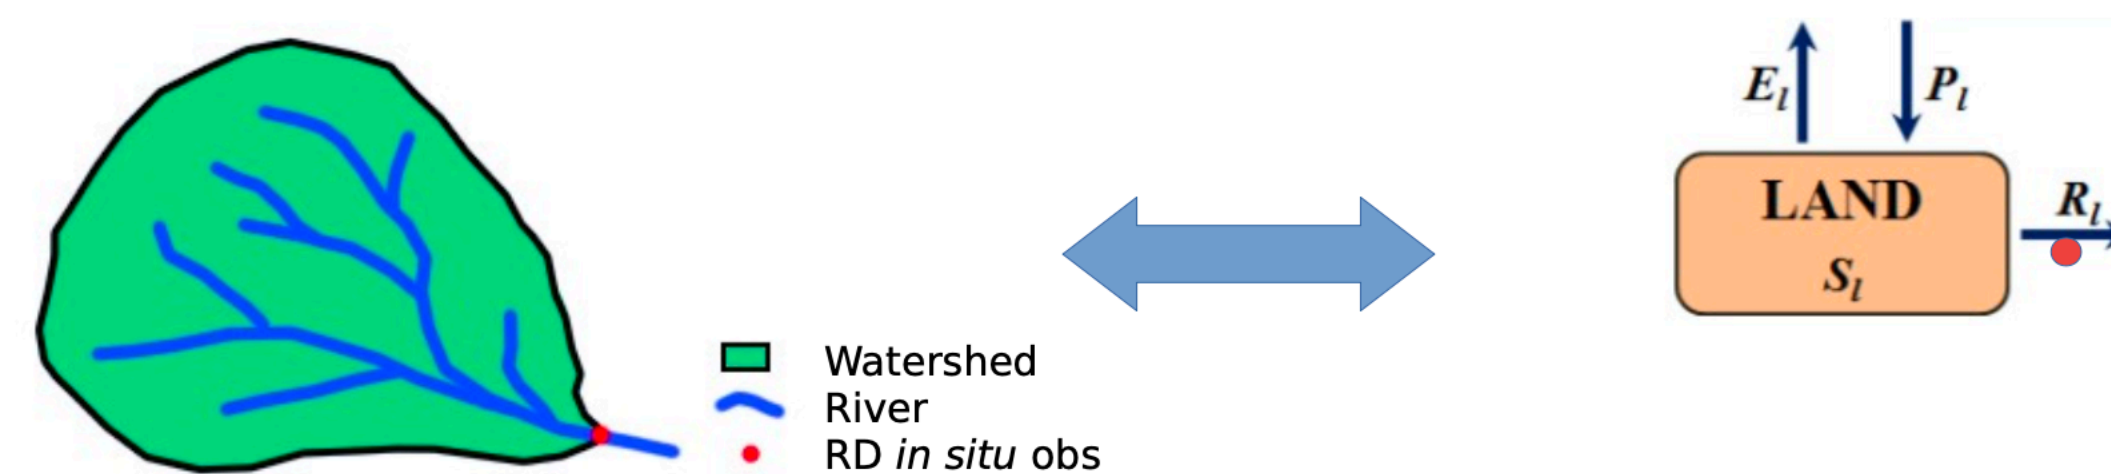 Watershed
River
RD in situ obs
E_l
P_l
LAND
S_l
R_l